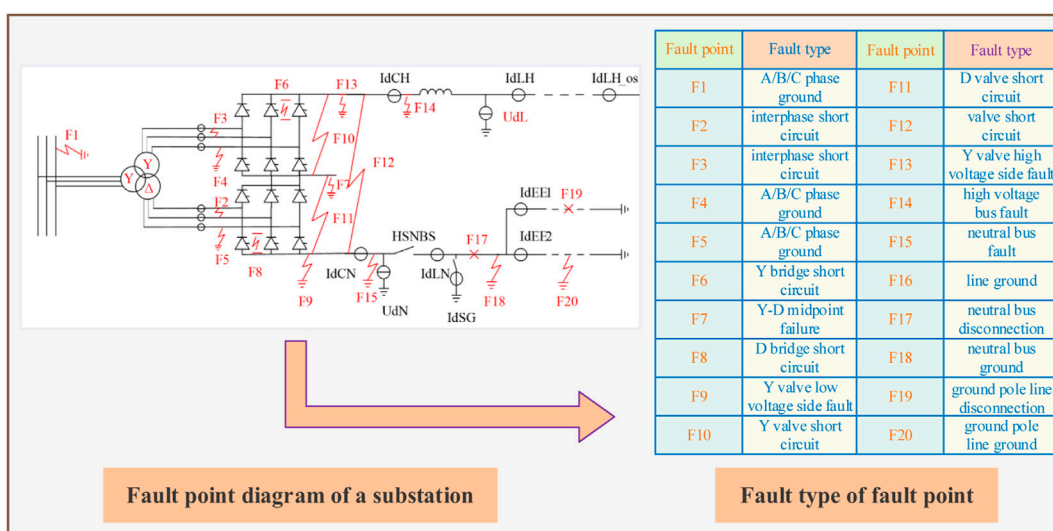 F1
Y
Y
Δ
F3
F4
F2
F5
F6
F8
F13
F10
F7
F11
F9
F12
IdCH
F14
IdLH
IdLH_os
UdL
IdEE1
F19
IdEE2
HSNBS
F17
IdCN
F15
IdLN
F18
F20
UdN
IdSG
Fault point Fault type Fault point Fault type
F1 A/B/C phase ground F11 D valve short circuit
F2 interphase short circuit F12 valve short circuit
F3 interphase short circuit F13 Y valve high voltage side fault
F4 A/B/C phase ground F14 high voltage bus fault
F5 A/B/C phase ground F15 neutral bus fault
F6 Y bridge short circuit F16 line ground
F7 Y-D midpoint failure F17 neutral bus disconnection
F8 D bridge short circuit F18 neutral bus ground
F9 Y valve low voltage side fault F19 ground pole line disconnection
F10 Y valve short circuit F20 ground pole line ground
Fault point diagram of a substation
Fault type of fault point